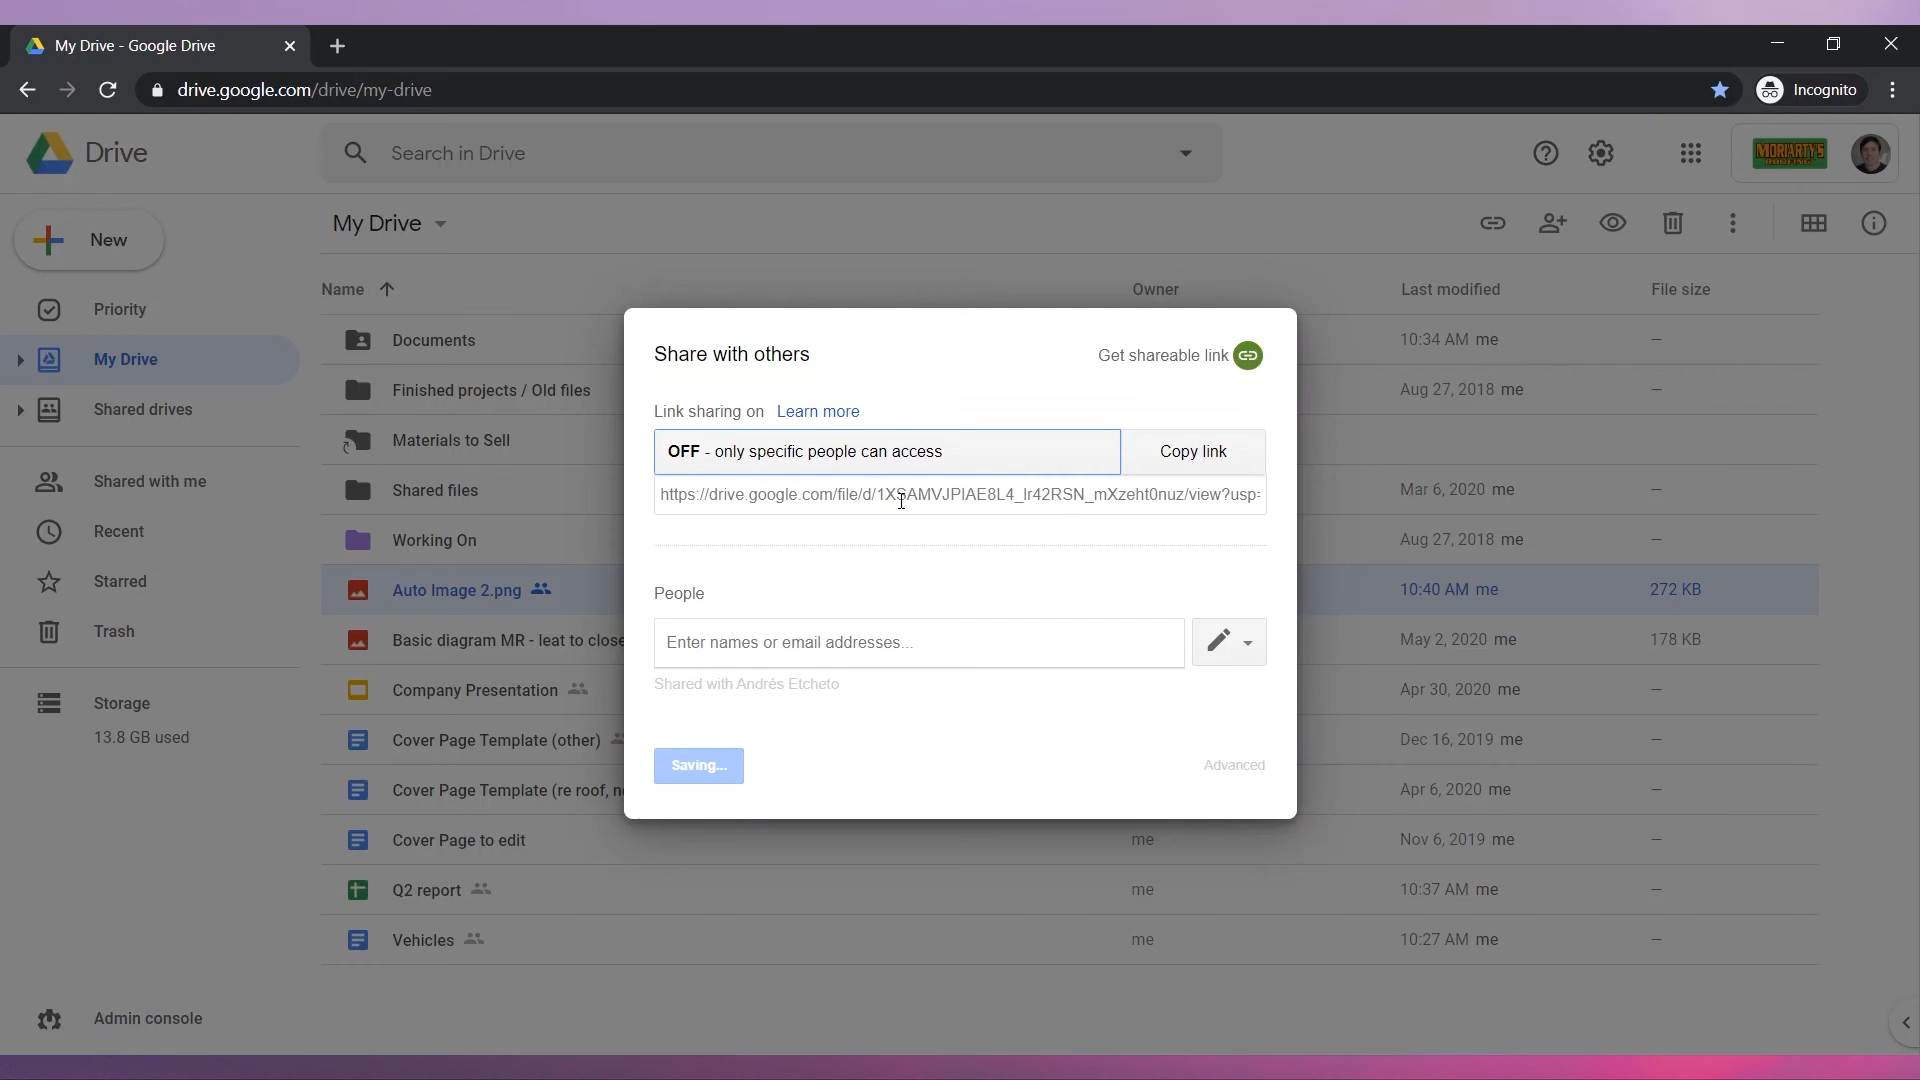 My Drive - Google Drive
drive.google.com/drive/my-drive
Incognito
Drive
Search in Drive
MORIARTY'S
ROOFING
New
My Drive
Priority
My Drive
Shared drives
Shared with me
Recent
Starred
Trash
Storage
13.8 GB used
Admin console
Name Owner Last modified File size
Documents 10:34 AM me –
Finished projects / Old files Aug 27, 2018 me –
Materials to Sell
Shared files Mar 6, 2020 me –
Working On Aug 27, 2018 me –
Auto Image 2.png 10:40 AM me 272 KB
Basic diagram MR - leat to close May 2, 2020 me 178 KB
Company Presentation Apr 30, 2020 me –
Cover Page Template (other) Dec 16, 2019 me –
Cover Page Template (re roof, Apr 6, 2020 me –
Cover Page to edit me Nov 6, 2019 me –
Q2 report me 10:37 AM me –
Vehicles me 10:27 AM me –
Share with others Get shareable link
Link sharing on Learn more
OFF - only specific people can access Copy link
https://drive.google.com/file/d/1XSAMVJPIAE8L4_lr42RSN_mXzeht0nuz/view?usp=
People
Enter names or email addresses...
Shared with Andrés Etcheto
Saving... Advanced